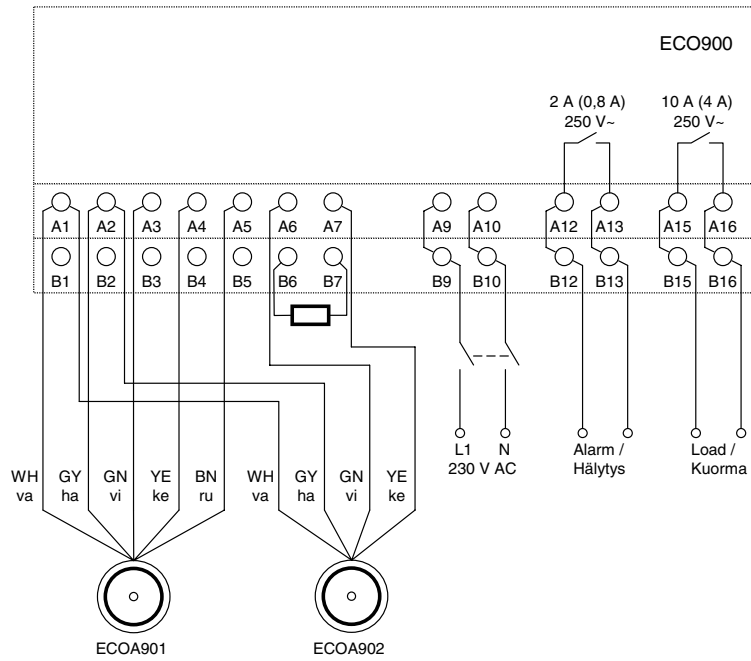 ECO900
2 A (0,8 A)
250 V~
10 A (4 A)
250 V~
A1 A2 A3 A4 A5 A6 A7 A9 A10 A12 A13 A15 A16
B1 B2 B3 B4 B5 B6 B7 B9 B10 B12 B13 B15 B16
L1 N
230 V AC
Alarm /
Hälytys
Load /
Kuorma
WH GY GN YE BN WH GY GN YE
va ha vi ke ru va ha vi ke
ECOA901 ECOA902